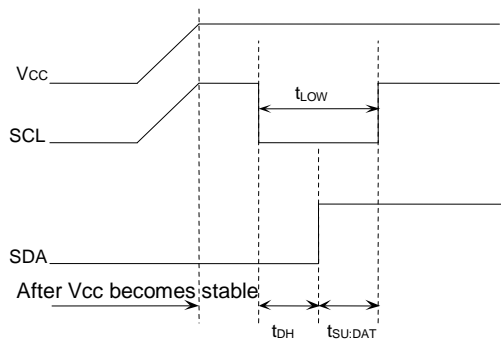 Vcc
tLOW
SCL
SDA
After Vcc becomes stable
tDH
tSU:DAT